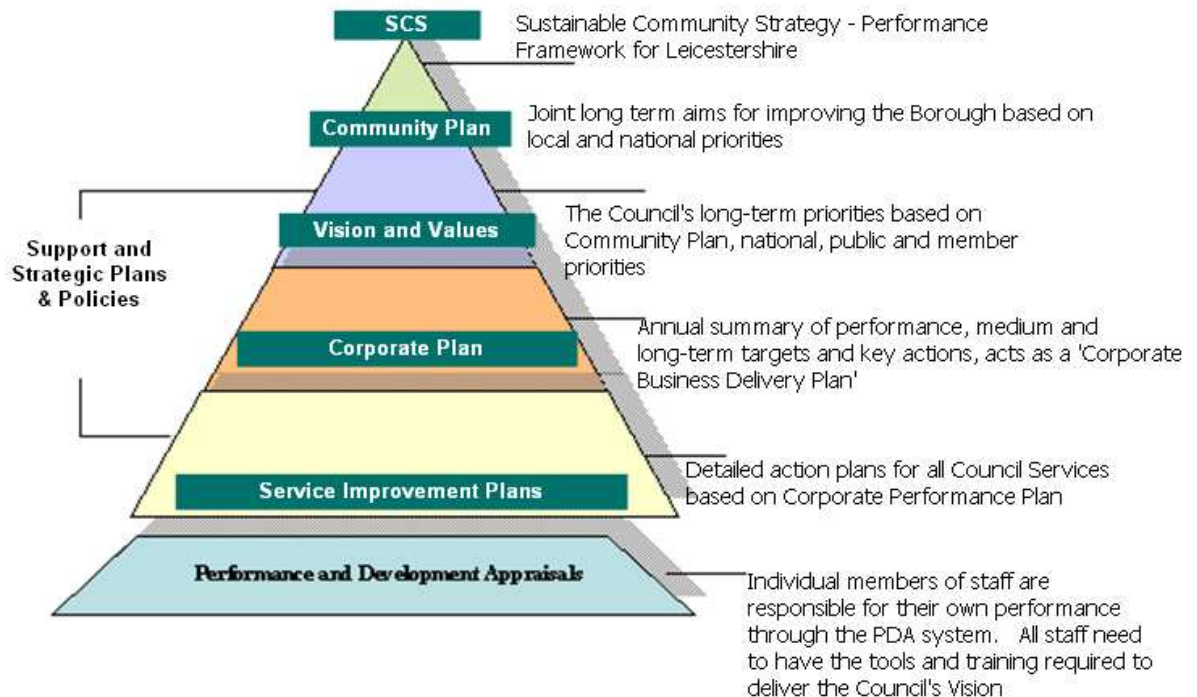 SCS
Sustainable Community Strategy - Performance
Framework for Leicestershire
Community Plan
Joint long term aims for improving the Borough based on
local and national priorities
Vision and Values
The Council's long-term priorities based on
Community Plan, national, public and member
priorities
Support and
Strategic Plans
& Policies
Corporate Plan
Annual summary of performance, medium and
long-term targets and key actions, acts as a 'Corporate
Business Delivery Plan'
Service Improvement Plans
Detailed action plans for all Council Services
based on Corporate Performance Plan
Performance and Development Appraisals
Individual members of staff are
responsible for their own performance
through the PDA system. All staff need
to have the tools and training required to
deliver the Council's Vision